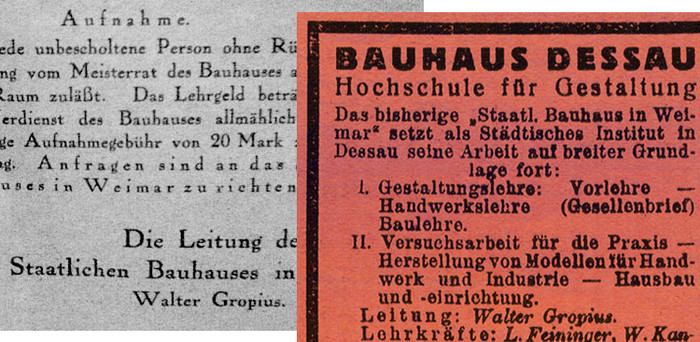 Aufnahme.
ede unbescholtene Person ohne Rü
ng vom Meisterrat des Bauhauses a
Raum zuläßt. Das Lehrgeld beträ
erdienst des Bauhauses allmählich
ge Aufnahmegebühr von 20 Mark
g. Anfragen sind an das
uses in Weimar zu richten
Die Leitung de
Staatlichen Bauhauses in
Walter Gropius.
BAUHAUS DESSAU
Hochschule für Gestaltung
Das bisherige „Staatl. Bauhaus in Wei-
mar“ setzt als Städtisches Institut in
Dessau seine Arbeit auf breiter Grund-
lage fort:
I. Gestaltungslehre: Vorlehre —
Handwerkslehre (Gesellenbrief)
Baulehre.
II. Versuchsarbeit für die Praxis —
Herstellung von Modellen für Hand-
werk und Industrie — Hausbau
und -einrichtung.
Leitung: Walter Gropius.
Lehrkräfte: L. Feininger, W. Kan-